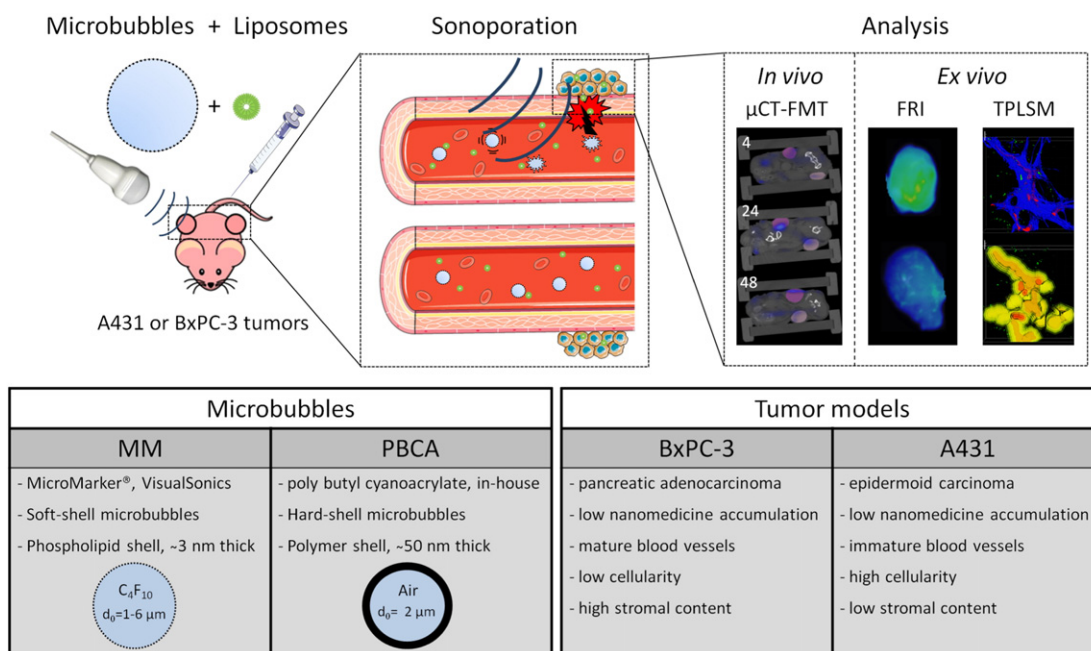 Microbubbles + Liposomes
Sonoporation
Analysis
+
A431 or BxPC-3 tumors
In vivo
Ex vivo
µCT-FMT
FRI
TPLSM
4
24
48
Microbubbles
MM
PBCA
- MicroMarker®, VisualSonics
- Soft-shell microbubbles
- Phospholipid shell, ~3 nm thick
C₄F₁₀
d₀=1-6 µm
- poly butyl cyanoacrylate, in-house
- Hard-shell microbubbles
- Polymer shell, ~50 nm thick
Air
d₀= 2 µm
Tumor models
BxPC-3
A431
- pancreatic adenocarcinoma
- low nanomedicine accumulation
- mature blood vessels
- low cellularity
- high stromal content
- epidermoid carcinoma
- low nanomedicine accumulation
- immature blood vessels
- high cellularity
- low stromal content